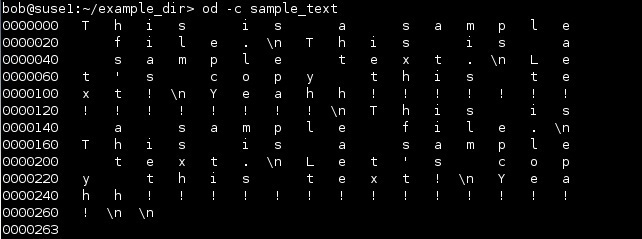 bob@suse1:~/example_dir> od -c sample_text
0000000 T h i s i s a s a m p l e
0000020 f i l e . \n T h i s i s a
0000040 s a m p l e t e x t . \n L e
0000060 t ' s c o p y t h i s t e
0000100 x t ! \n Y e a h h ! ! ! ! ! ! !
0000120 ! ! ! ! ! ! ! ! \n T h i s i s
0000140 a s a m p l e f i l e . \n
0000160 T h i s i s a s a m p l e
0000200 t e x t . \n L e t ' s c o p
0000220 y t h i s t e x t ! \n Y e a
0000240 h h ! ! ! ! ! ! ! ! ! ! ! ! ! !
0000260 ! \n \n
0000263